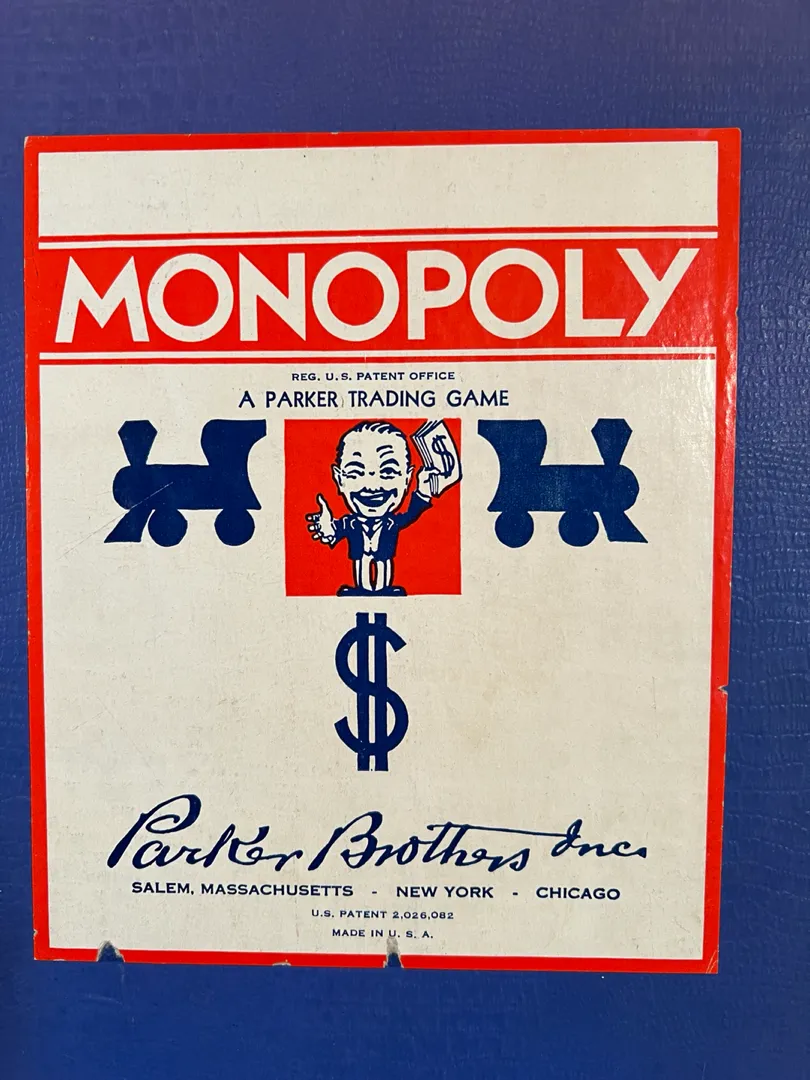 MONOPOLY
REG. U.S. PATENT OFFICE
A PARKER TRADING GAME
$
$
Parker Brothers Inc.
SALEM, MASSACHUSETTS - NEW YORK - CHICAGO
U.S. PATENT 2,026,082
MADE IN U. S. A.